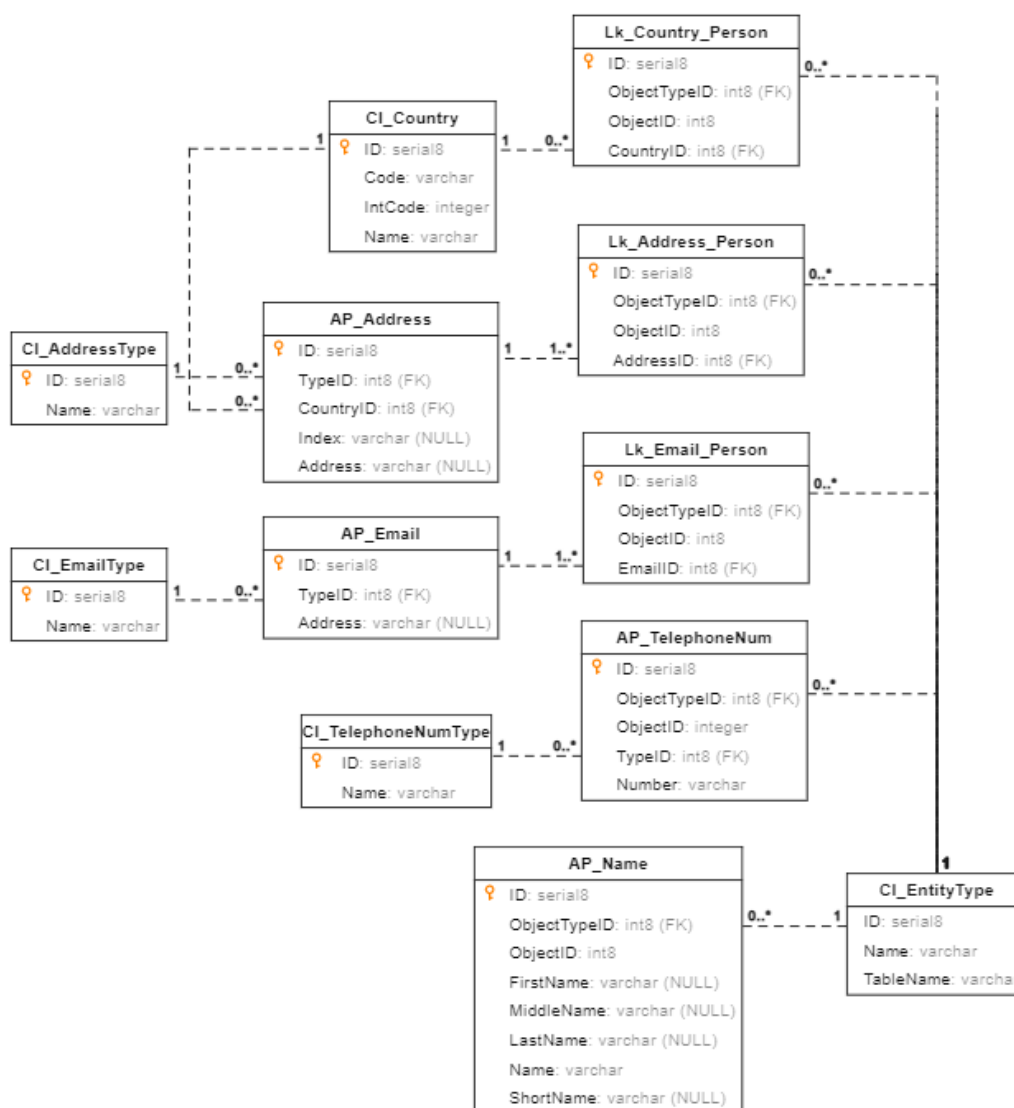 Lk_Country_Person
ID: serial8
ObjectTypeID: int8 (FK)
ObjectID: int8
CountryID: int8 (FK)
0..*
CI_Country
ID: serial8
Code: varchar
IntCode: integer
Name: varchar
1
1
0..*
Lk_Address_Person
ID: serial8
ObjectTypeID: int8 (FK)
ObjectID: int8
AddressID: int8 (FK)
0..*
AP_Address
ID: serial8
TypeID: int8 (FK)
CountryID: int8 (FK)
Index: varchar (NULL)
Address: varchar (NULL)
1
1..*
CI_AddressType
ID: serial8
Name: varchar
1
0..*
0..*
Lk_Email_Person
ID: serial8
ObjectTypeID: int8 (FK)
ObjectID: int8
EmailID: int8 (FK)
0..*
AP_Email
ID: serial8
TypeID: int8 (FK)
Address: varchar (NULL)
1
1..*
CI_EmailType
ID: serial8
Name: varchar
1
0..*
AP_TelephoneNum
ID: serial8
ObjectTypeID: int8 (FK)
ObjectID: integer
TypeID: int8 (FK)
Number: varchar
0..*
CI_TelephoneNumType
ID: serial8
Name: varchar
1
0..*
AP_Name
ID: serial8
ObjectTypeID: int8 (FK)
ObjectID: int8
FirstName: varchar (NULL)
MiddleName: varchar (NULL)
LastName: varchar (NULL)
Name: varchar
ShortName: varchar (NULL)
0..*
1
1
CI_EntityType
ID: serial8
Name: varchar
TableName: varchar